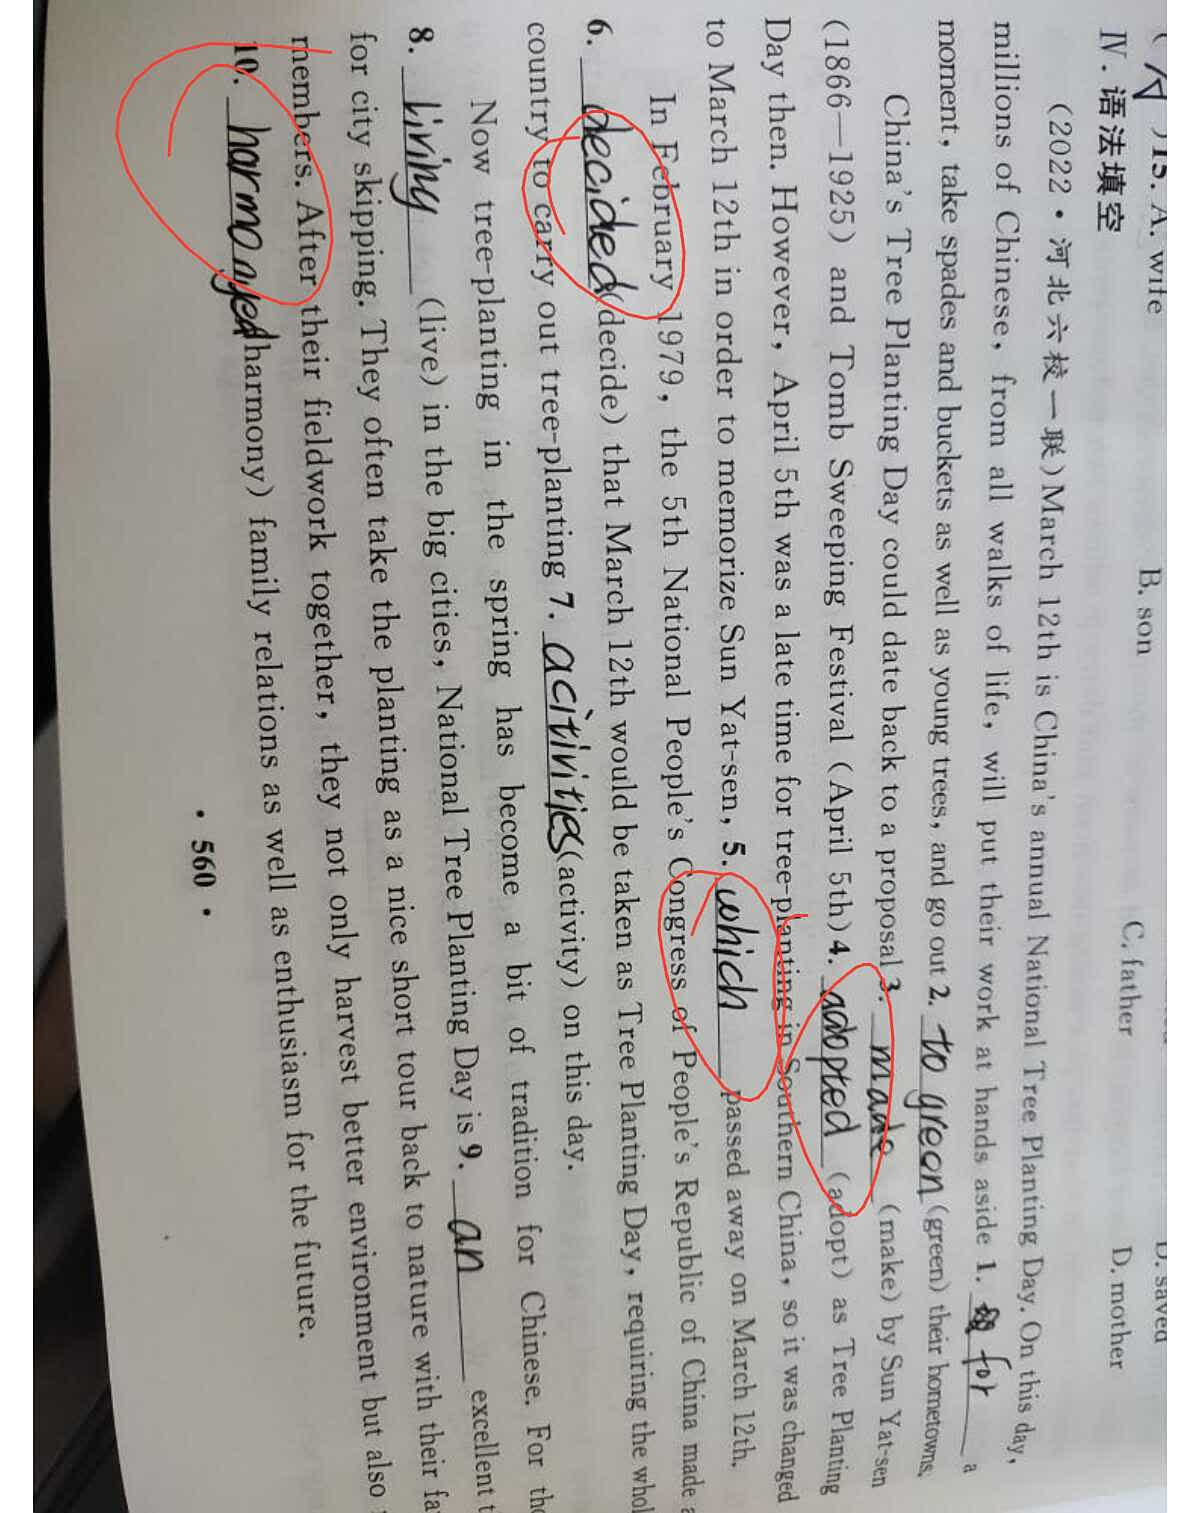 15. A. wife B. son C. father D. mother
D. saved
Ⅳ. 语法填空
(2022·河北六校一联)March 12th is China's annual National Tree Planting Day. On this day,
millions of Chinese, from all walks of life, will put their work at hands aside 1. for a
moment, take spades and buckets as well as young trees, and go out 2. to green (green) their hometowns.
China's Tree Planting Day could date back to a proposal 3. made (make) by Sun Yat-sen
(1866—1925) and Tomb Sweeping Festival (April 5th) 4. adopted (adopt) as Tree Planting
Day then. However, April 5th was a late time for tree-planting in Southern China, so it was changed
to March 12th in order to memorize Sun Yat-sen, 5. which passed away on March 12th.
In February 1979, the 5th National People's Congress of People's Republic of China made a
6. decided (decide) that March 12th would be taken as Tree Planting Day, requiring the whol
country to carry out tree-planting 7. acitivities (activity) on this day.
Now tree-planting in the spring has become a bit of tradition for Chinese. For tho
8. living (live) in the big cities, National Tree Planting Day is 9. an excellent t
for city skipping. They often take the planting as a nice short tour back to nature with their fa
members. After their fieldwork together, they not only harvest better environment but also
10. harmonyed (harmony) family relations as well as enthusiasm for the future.
· 560 ·